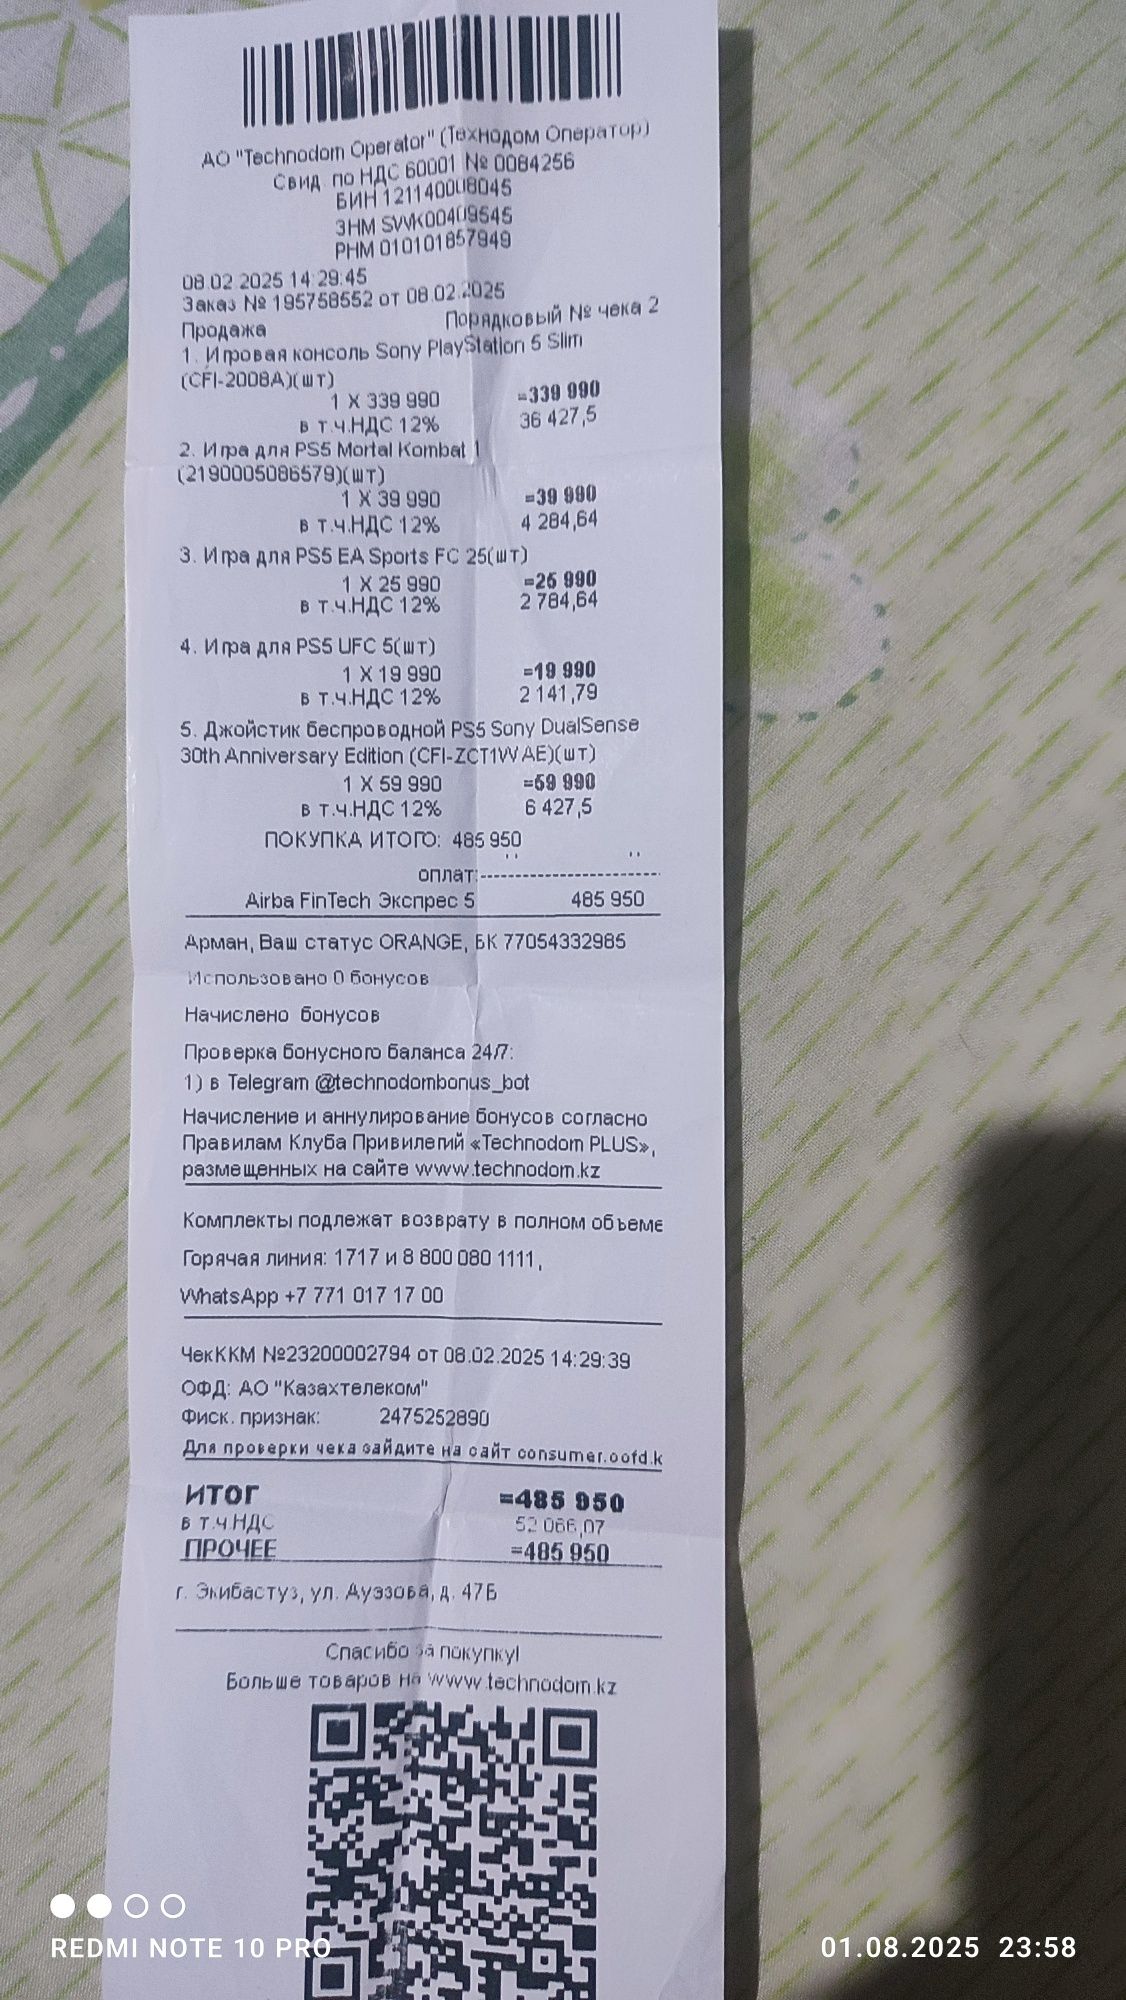 АО "Technodom Operator" (Технодом Оператор)
Свид. по НДС 60001 № 0084256
БИН 121140008045
ЗНМ SWK00409545
РНМ 010101857949
08.02.2025 14:29:45
Заказ № 195758552 от 08.02.2025
Порядковый № чека 2
Продажа
1. Игровая консоль Sony PlayStation 5 Slim
(CFI-2008A)(шт)
1 X 339 990 =339 990
в т.ч.НДС 12% 36 427,5
2. Игра для PS5 Mortal Kombat 1
(2190005086579)(шт)
1 X 39 990 =39 990
в т.ч.НДС 12% 4 284,64
3. Игра для PS5 EA Sports FC 25(шт)
1 X 25 990 =25 990
в т.ч.НДС 12% 2 784,64
4. Игра для PS5 UFC 5(шт)
1 X 19 990 =19 990
в т.ч.НДС 12% 2 141,79
5. Джойстик беспроводной PS5 Sony DualSense
30th Anniversary Edition (CFI-ZCT1W AE)(шт)
1 X 59 990 =59 990
в т.ч.НДС 12% 6 427,5
ПОКУПКА ИТОГО: 485 950
оплат:------------------------
Airba FinTech Экспрес 5 485 950
Арман, Ваш статус ORANGE, БК 77054332985
Использовано 0 бонусов
Начислено бонусов
Проверка бонусного баланса 24/7:
1) в Telegram @technodombonus_bot
Начисление и аннулирование бонусов согласно
Правилам Клуба Привилегий «Technodom PLUS»,
размещенных на сайте www.technodom.kz
Комплекты подлежат возврату в полном объеме
Горячая линия: 1717 и 8 800 080 1111,
WhatsApp +7 771 017 17 00
ЧекККМ №23200002794 от 08.02.2025 14:29:39
ОФД: АО "Казахтелеком"
Фиск. признак: 2475252890
Для проверки чека зайдите на сайт consumer.oofd.k
ИТОГ =485 950
в т.ч.НДС 52 066,07
ПРОЧЕЕ =485 950
г. Экибастуз, ул. Ауэзова, д. 47Б
Спасибо за покупку!
Больше товаров на www.technodom.kz
REDMI NOTE 10 PRO
01.08.2025 23:58